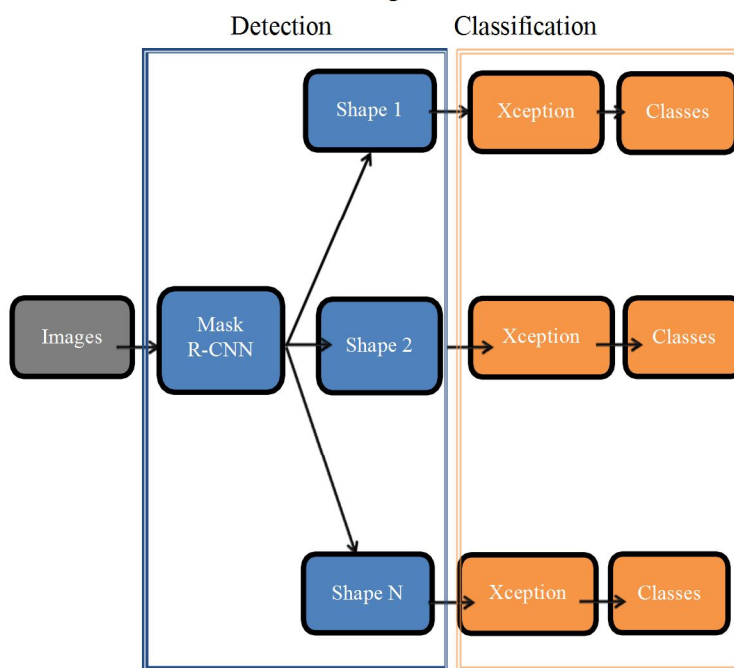 Detection
Classification
Shape 1
Xception
Classes
Images
Mask
R-CNN
Shape 2
Xception
Classes
Shape N
Xception
Classes